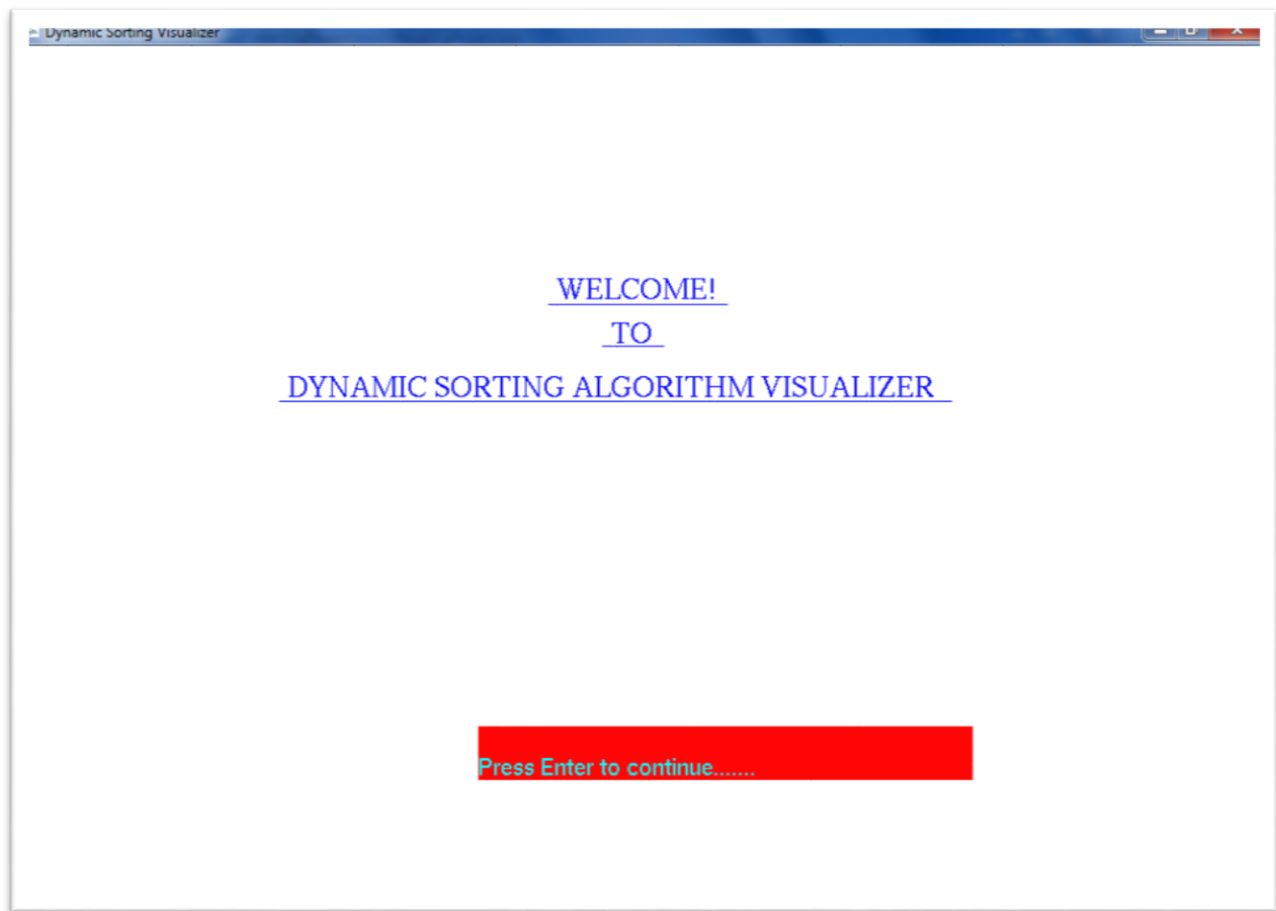 Dynamic Sorting Visualizer
WELCOME!
TO
DYNAMIC SORTING ALGORITHM VISUALIZER
Press Enter to continue.......